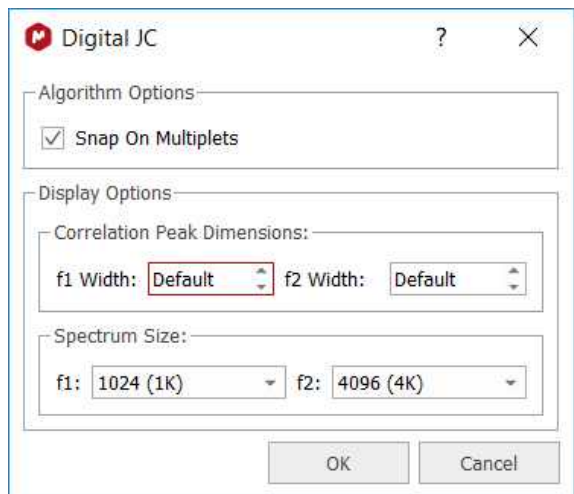 Digital JC ?
Algorithm Options
Snap On Multiplets
Display Options
Correlation Peak Dimensions:
f1 Width: Default f2 Width: Default
Spectrum Size:
f1: 1024 (1K) f2: 4096 (4K)
OK Cancel